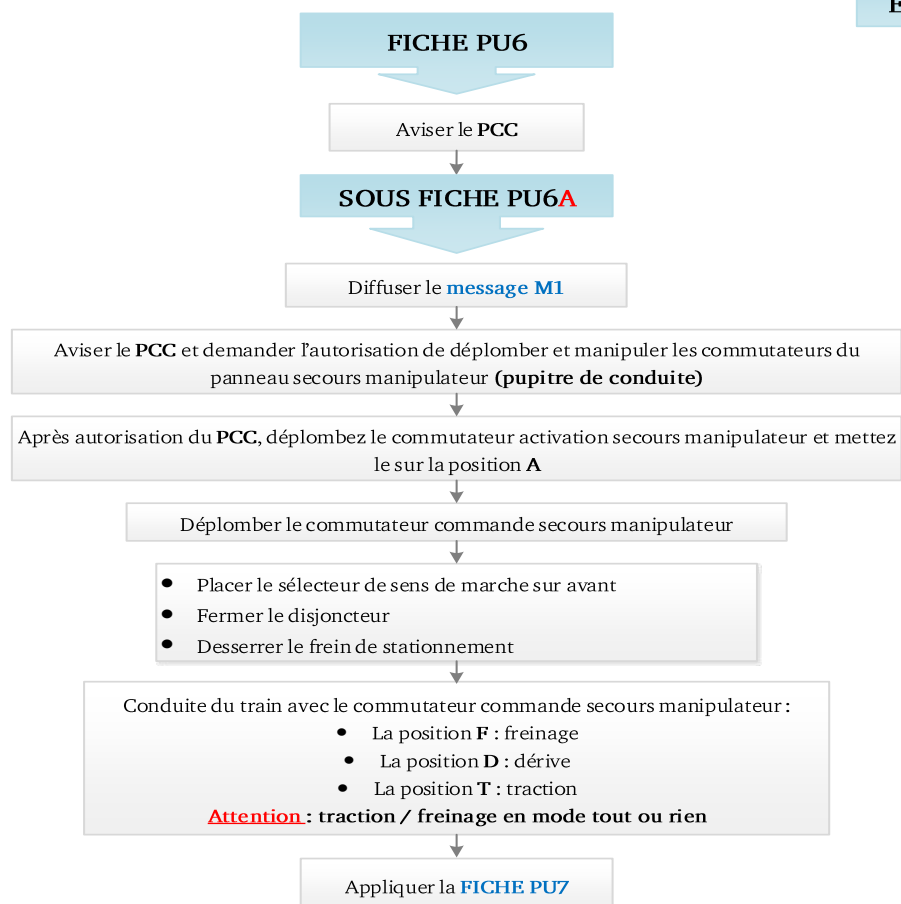 E
FICHE PU6
Aviser le PCC
SOUS FICHE PU6A
Diffuser le message M1
Aviser le PCC et demander l'autorisation de déplomber et manipuler les commutateurs du
panneau secours manipulateur (pupitre de conduite)
Après autorisation du PCC, déplombez le commutateur activation secours manipulateur et mettez
le sur la position A
Déplomber le commutateur commande secours manipulateur
• Placer le sélecteur de sens de marche sur avant
• Fermer le disjoncteur
• Desserrer le frein de stationnement
Conduite du train avec le commutateur commande secours manipulateur :
• La position F : freinage
• La position D : dérive
• La position T : traction
Attention : traction / freinage en mode tout ou rien
Appliquer la FICHE PU7